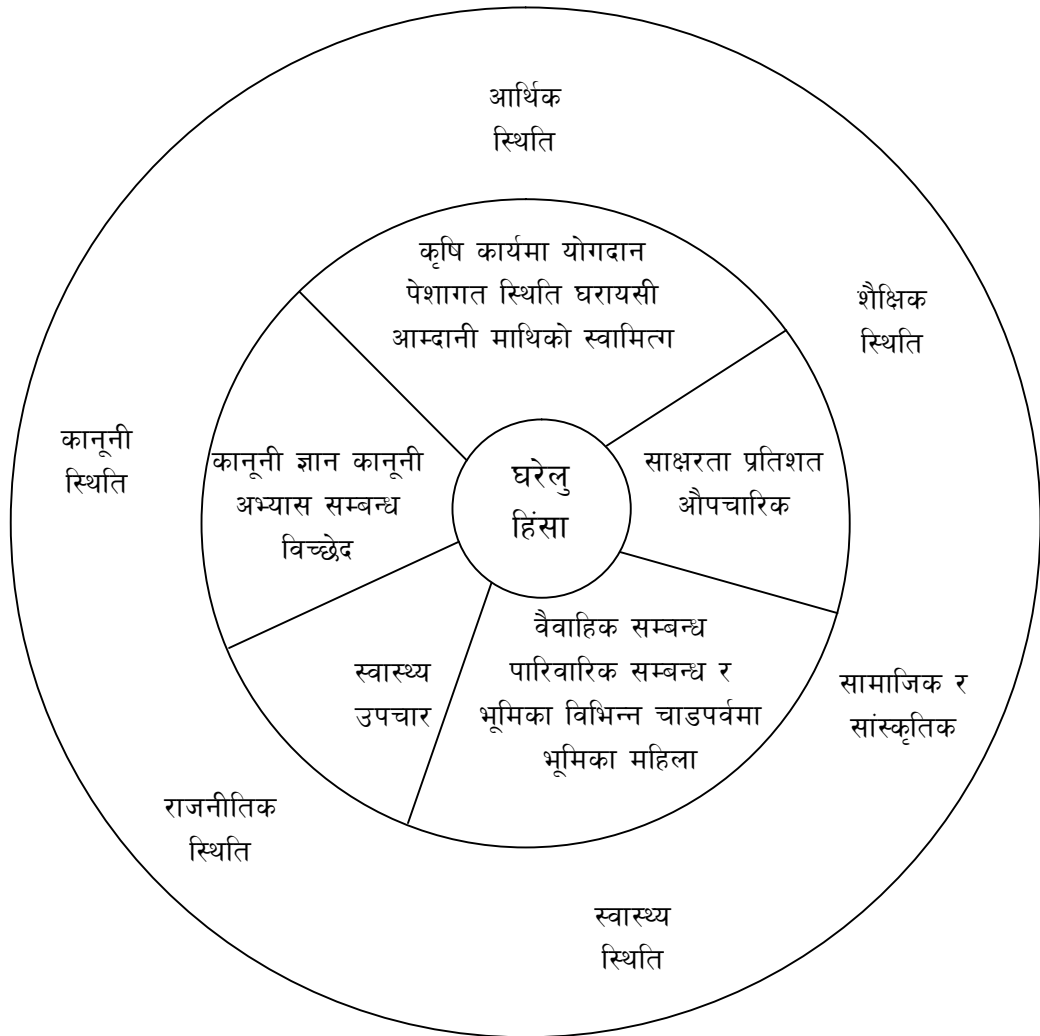 आर्थिक
स्थिति
कृषि कार्यमा योगदान
पेशागत स्थिति घरायसी
आम्दानी माथिको स्वामित्ग
शैक्षिक
स्थिति
कानूनी
स्थिति
कानूनी ज्ञान कानूनी
अभ्यास सम्बन्ध
विच्छेद
घरेलु
हिंसा
साक्षरता प्रतिशत
औपचारिक
स्वास्थ्य
उपचार
वैवाहिक सम्बन्ध
पारिवारिक सम्बन्ध र
भूमिका विभिन्न चाडपर्वमा
भूमिका महिला
सामाजिक र
सांस्कृतिक
राजनीतिक
स्थिति
स्वास्थ्य
स्थिति